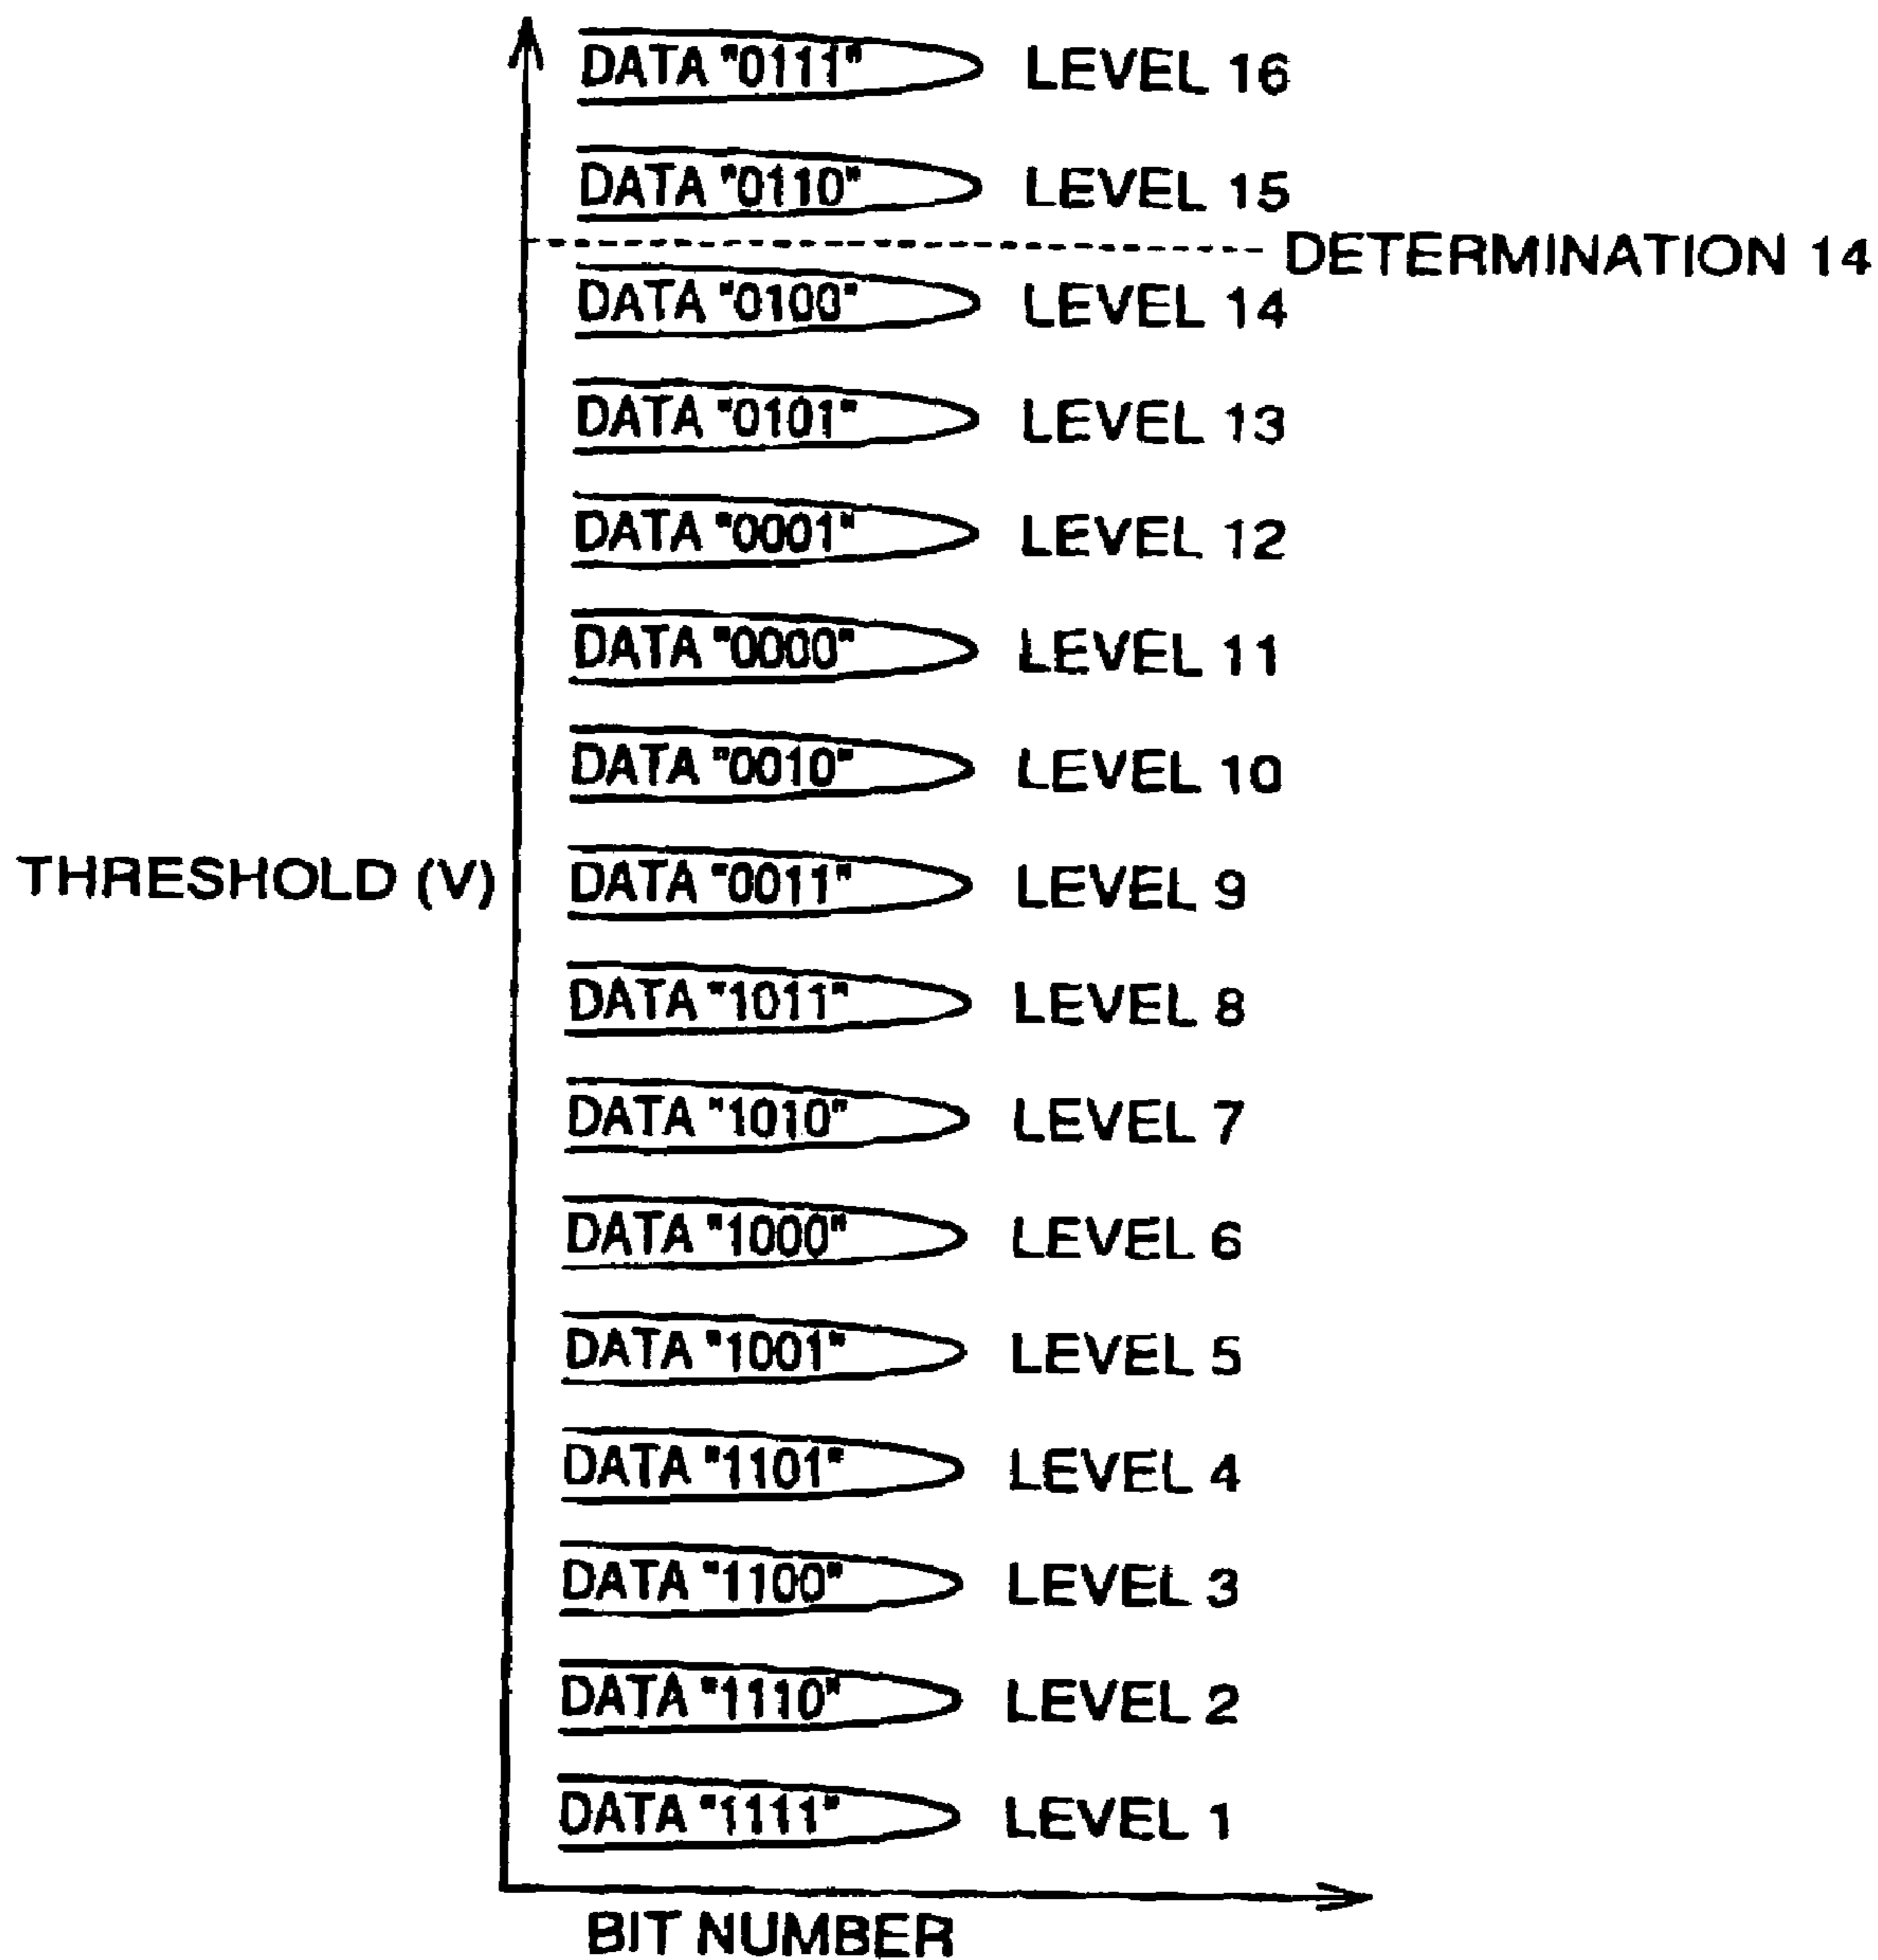 DATA "0111" LEVEL 16
DATA "0110" LEVEL 15
DETERMINATION 14
DATA "0100" LEVEL 14
DATA "0101" LEVEL 13
DATA "0001" LEVEL 12
DATA "0000" LEVEL 11
DATA "0010" LEVEL 10
THRESHOLD (V) DATA "0011" LEVEL 9
DATA "1011" LEVEL 8
DATA "1010" LEVEL 7
DATA "1000" LEVEL 6
DATA "1001" LEVEL 5
DATA "1101" LEVEL 4
DATA "1100" LEVEL 3
DATA "1110" LEVEL 2
DATA "1111" LEVEL 1
BIT NUMBER